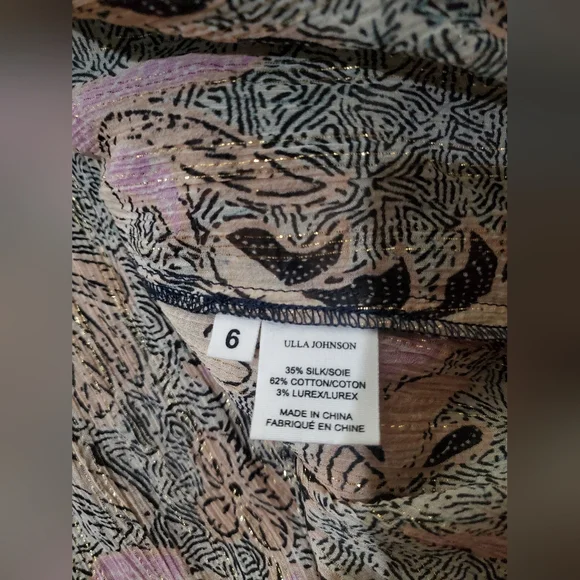 6
ULLA JOHNSON
35% SILK/SOIE
62% COTTON/COTON
3% LUREX/LUREX
MADE IN CHINA
FABRIQUÉ EN CHINE